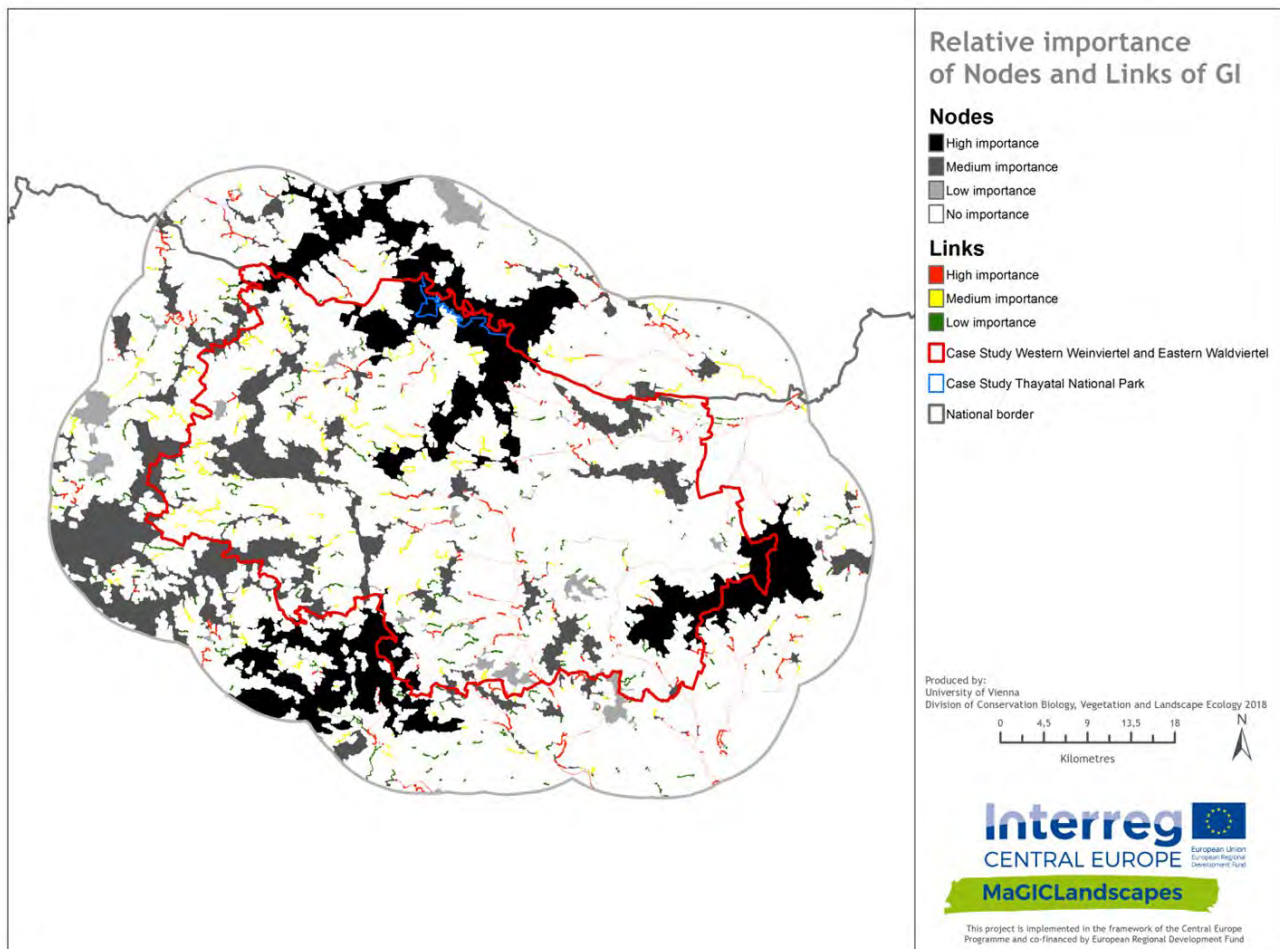 Relative importance
of Nodes and Links of GI
Nodes
High importance
Medium importance
Low importance
No importance
Links
High importance
Medium importance
Low importance
Case Study Western Weinviertel and Eastern Waldviertel
Case Study Thayatal National Park
National border
Produced by:
University of Vienna
Division of Conservation Biology, Vegetation and Landscape Ecology 2018
0 4,5 9 13,5 18
Kilometres
N
Interreg
CENTRAL EUROPE
European Union
European Regional
Development Fund
MaGICLandscapes
This project is implemented in the framework of the Central Europe
Programme and co-financed by European Regional Development Fund